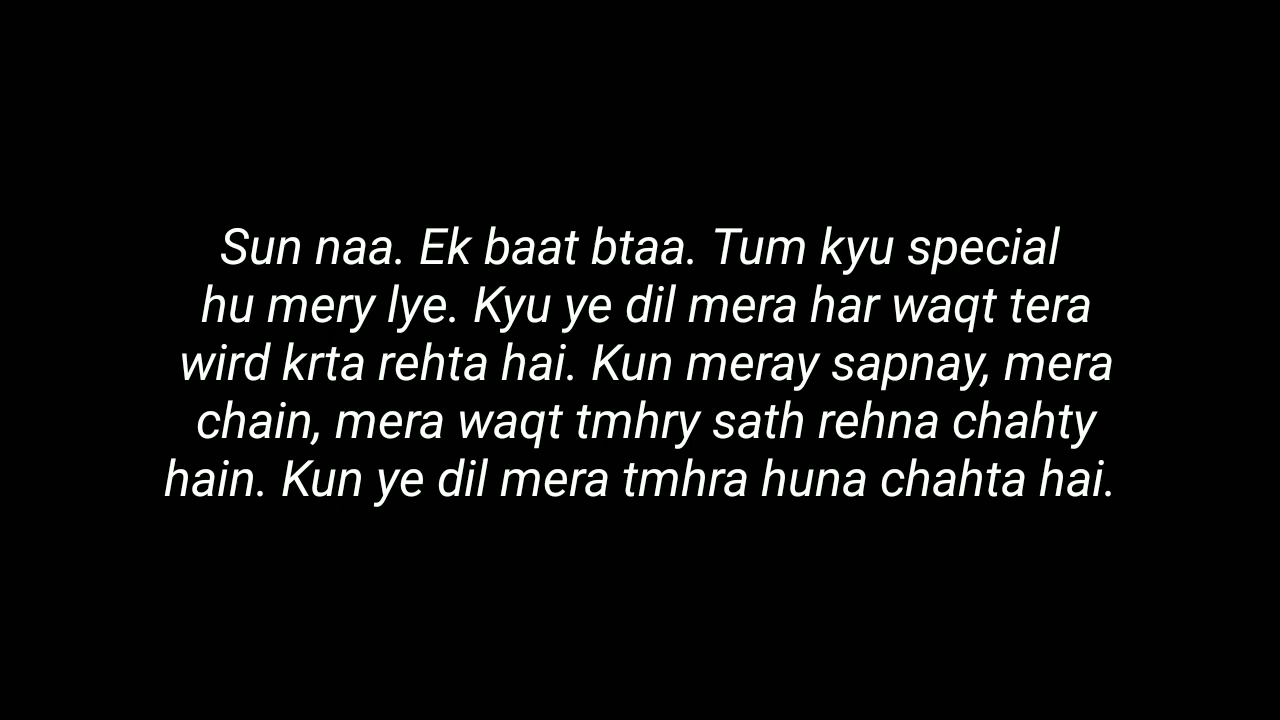 Sun naa. Ek baat btaa. Tum kyu special
hu mery lye. Kyu ye dil mera har waqt tera
wird krta rehta hai. Kun meray sapnay, mera
chain, mera waqt tmhry sath rehna chahty
hain. Kun ye dil mera tmhra huna chahta hai.